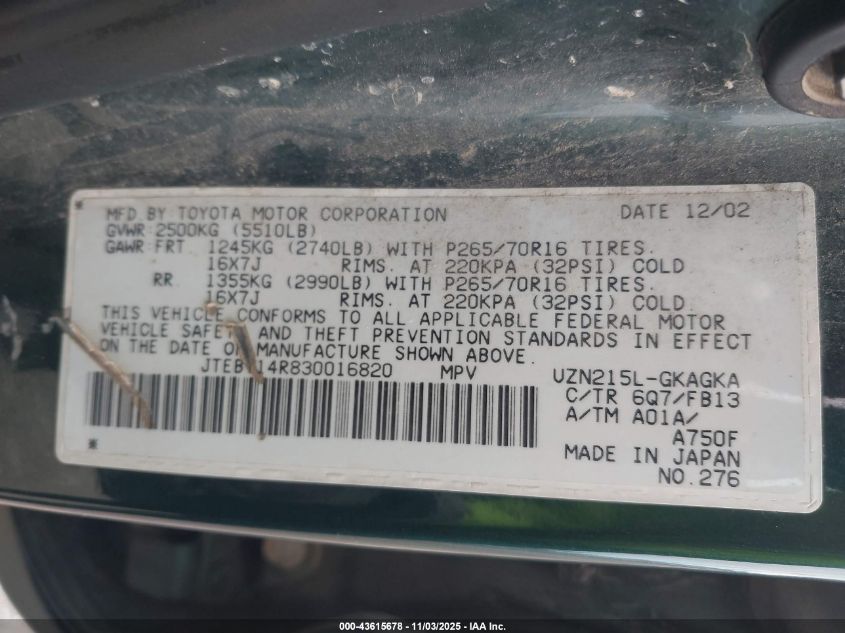 MFD.BY TOYOTA MOTOR CORPORATION DATE 12/02
GVWR 2500KG (5510LB)
GAWR FRT 1245KG (2740LB) WITH P265/70R16 TIRES.
16X7J RIMS. AT 220KPA (32PSI) COLD
RR. 1355KG (2990LB) WITH P265/70R16 TIRES.
16X7J RIMS. AT 220KPA (32PSI) COLD.
THIS VEHICLE CONFORMS TO ALL APPLICABLE FEDERAL MOTOR
VEHICLE SAFETY AND THEFT PREVENTION STANDARDS IN EFFECT
ON THE DATE OF MANUFACTURE SHOWN ABOVE.
MPV UZN215L-GKAGKA
C/TR 6Q7/FB13
A/TM A01A/
A750F
MADE IN JAPAN
NO.276
000-43615678 - 11/03/2025 - IAA Inc.